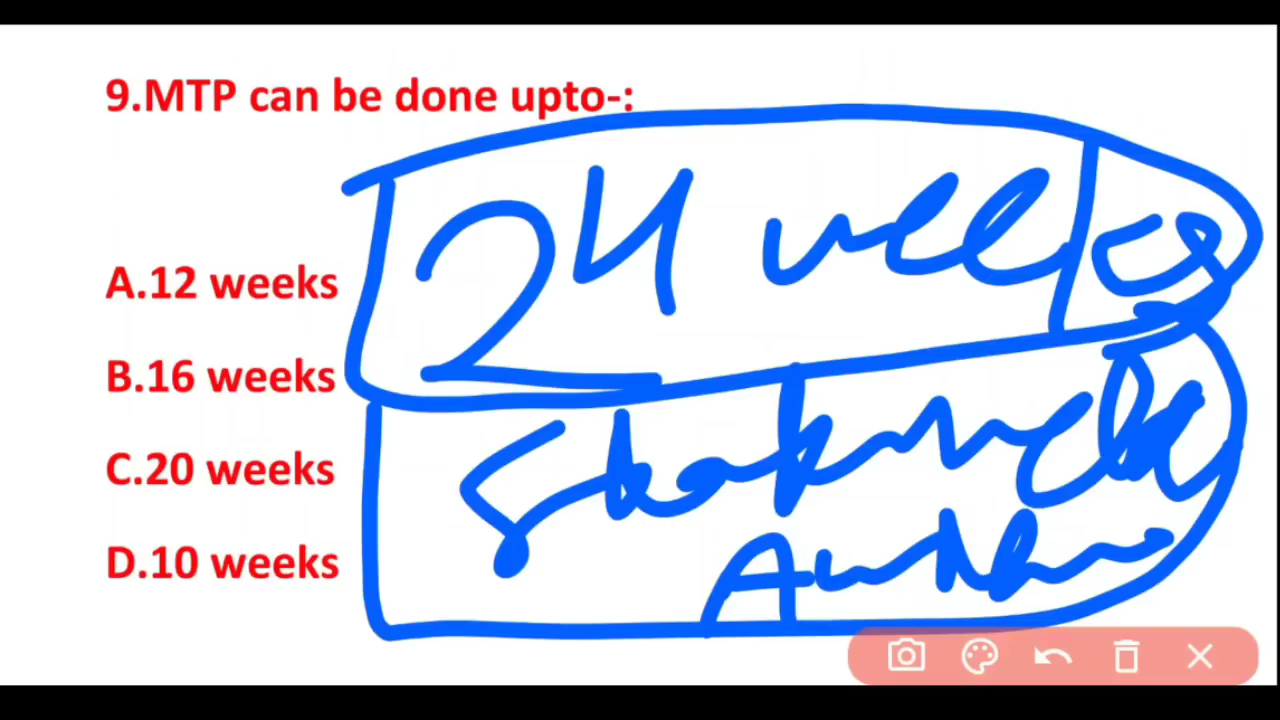 9.MTP can be done upto-:
24 weeks
A.12 weeks
B.16 weeks
C.20 weeks
D.10 weeks